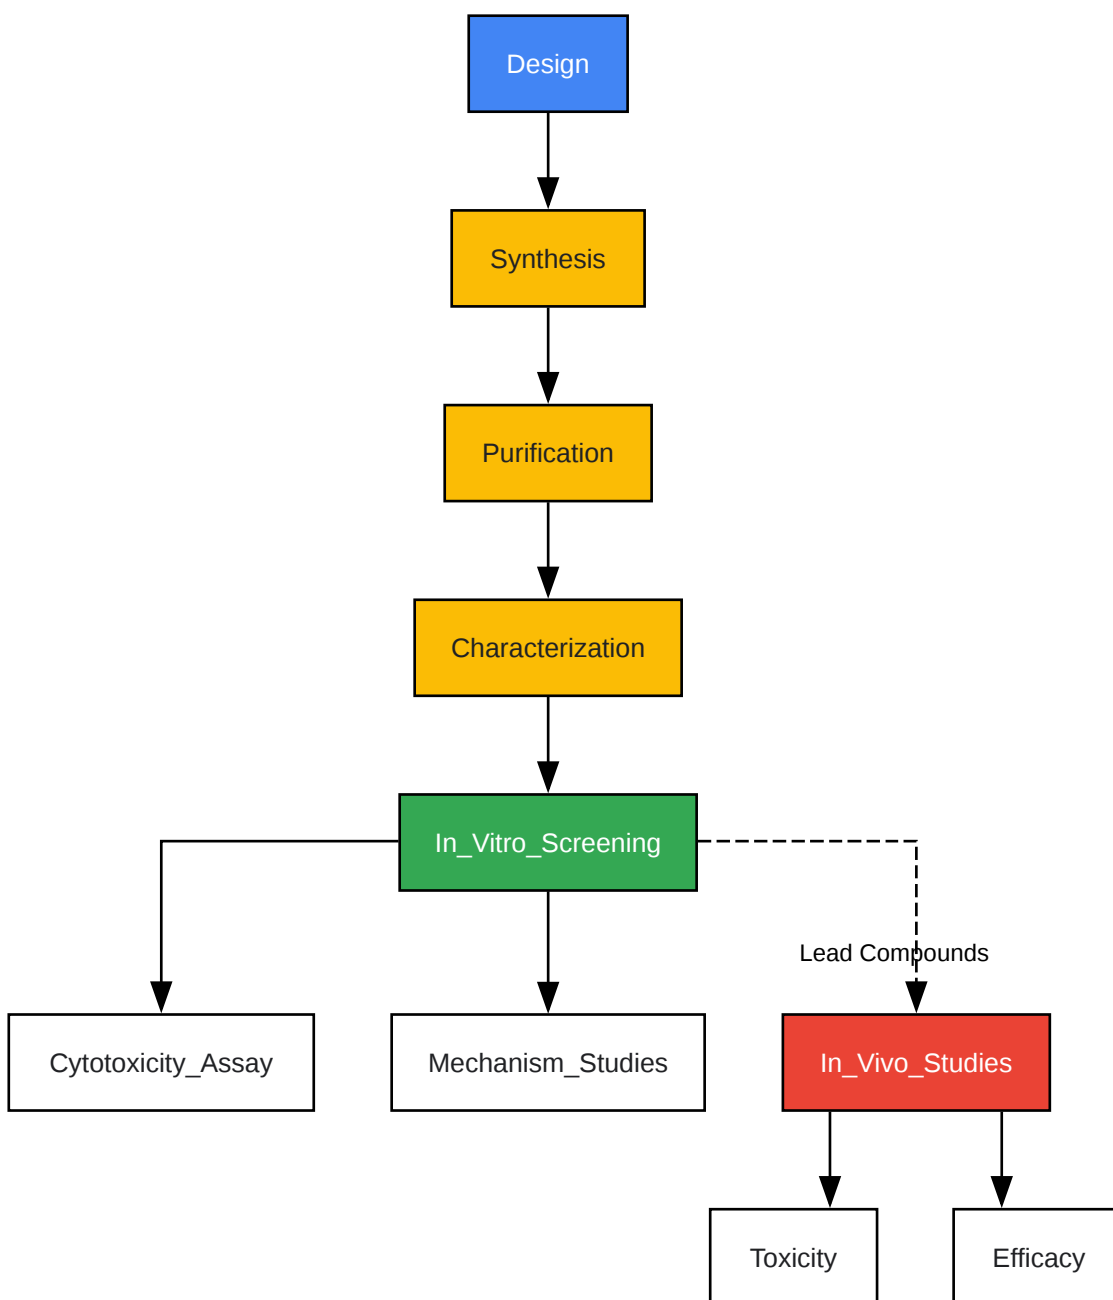 Design
Synthesis
Purification
Characterization
In_Vitro_Screening
Lead Compounds
Cytotoxicity_Assay
Mechanism_Studies
In_Vivo_Studies
Toxicity
Efficacy